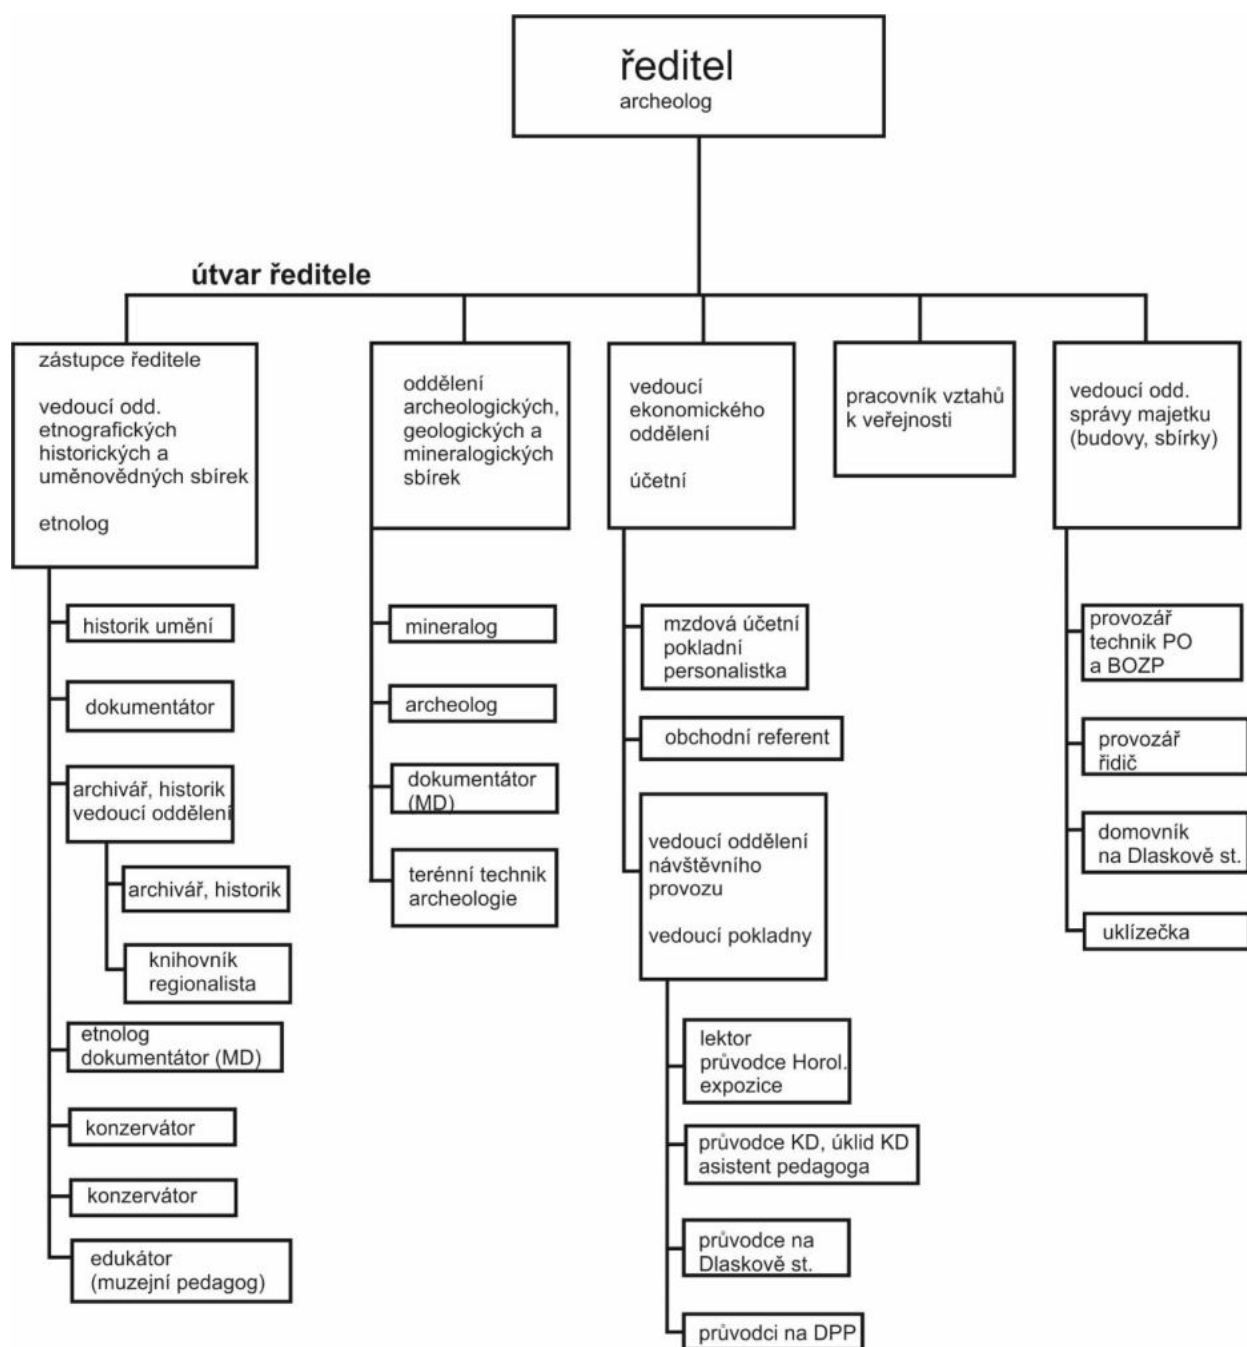 ředitel
archeolog
útvar ředitele
zástupce ředitele
vedoucí odd.
etnografických
historických a
uměnovědných sbírek
etnolog
historik umění
dokumentátor
archivář, historik
vedoucí oddělení
archivář, historik
knihovník
regionalista
etnolog
dokumentátor (MD)
konzervátor
konzervátor
edukátor
(muzejní pedagog)
oddělení
archeologických,
geologických a
mineralogických
sbírek
mineralog
archeolog
dokumentátor
(MD)
terénní technik
archeologie
vedoucí
ekonomického
oddělení
účetní
mzdová účetní
pokladní
personalistka
obchodní referent
vedoucí oddělení
návštěvního
provozu
vedoucí pokladny
lektor
průvodce Horol.
expozice
průvodce KD, úklid KD
asistent pedagoga
průvodce na
Dlaskově st.
průvodci na DPP
pracovník vztahů
k veřejnosti
vedoucí odd.
správy majetku
(budovy, sbírky)
provozář
technik PO
a BOZP
provozář
řidič
domovník
na Dlaskově st.
uklízečka